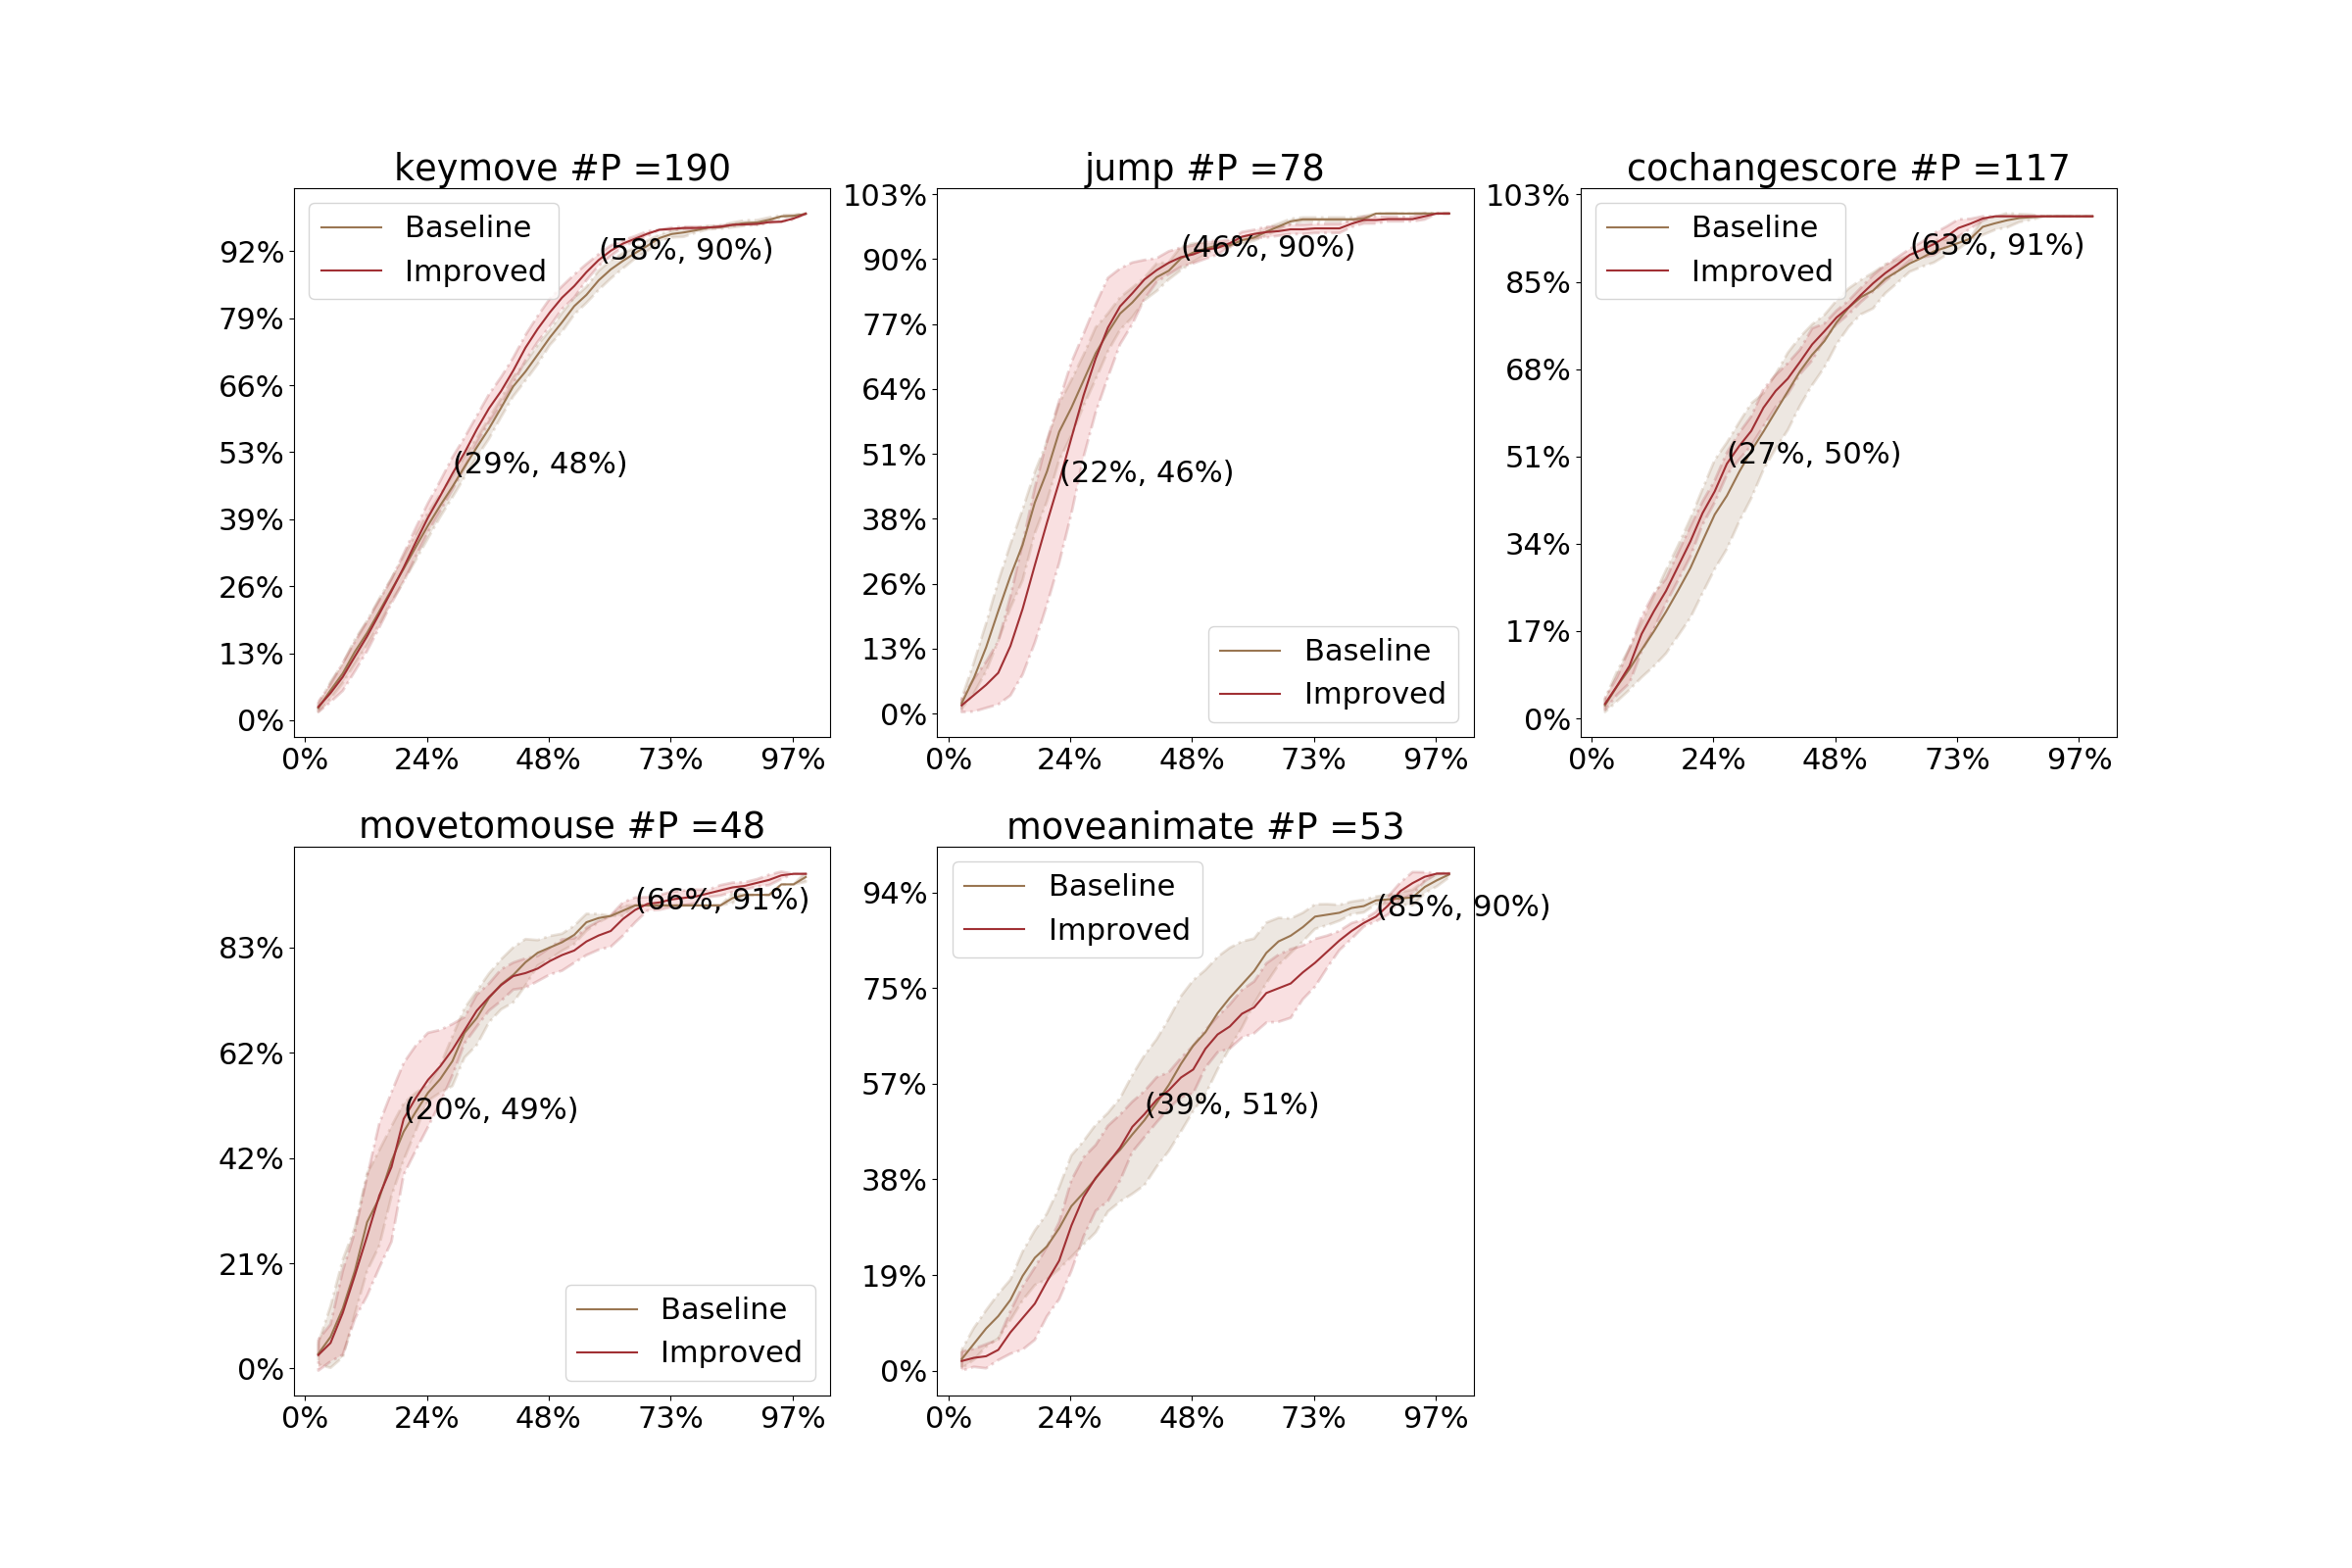 keymove #P =190
Baseline
Improved
(58%, 90%)
(29%, 48%)
92%
79%
66%
53%
39%
26%
13%
0%
0% 24% 48% 73% 97%
jump #P =78
103%
90%
77%
64%
51%
38%
26%
13%
0%
(46%, 90%)
(22%, 46%)
Baseline
Improved
0% 24% 48% 73% 97%
cochangescore #P =117
103%
85%
68%
51%
34%
17%
0%
Baseline
Improved
(63%, 91%)
(27%, 50%)
0% 24% 48% 73% 97%
movetomouse #P =48
83%
62%
42%
21%
0%
(66%, 91%)
(20%, 49%)
Baseline
Improved
0% 24% 48% 73% 97%
moveanimate #P =53
94%
75%
57%
38%
19%
0%
Baseline
Improved
(85%, 90%)
(39%, 51%)
0% 24% 48% 73% 97%